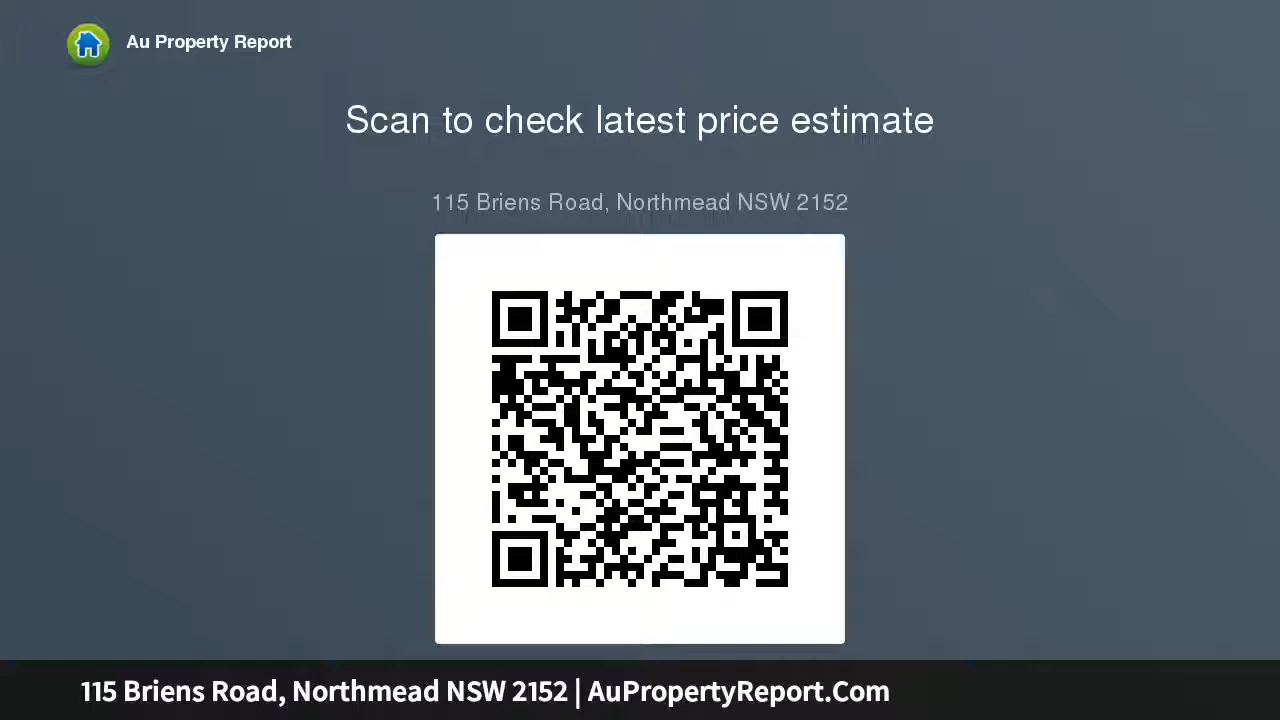 Au Property Report
Scan to check latest price estimate
115 Briens Road, Northmead NSW 2152
115 Briens Road, Northmead NSW 2152 | AuPropertyReport.Com